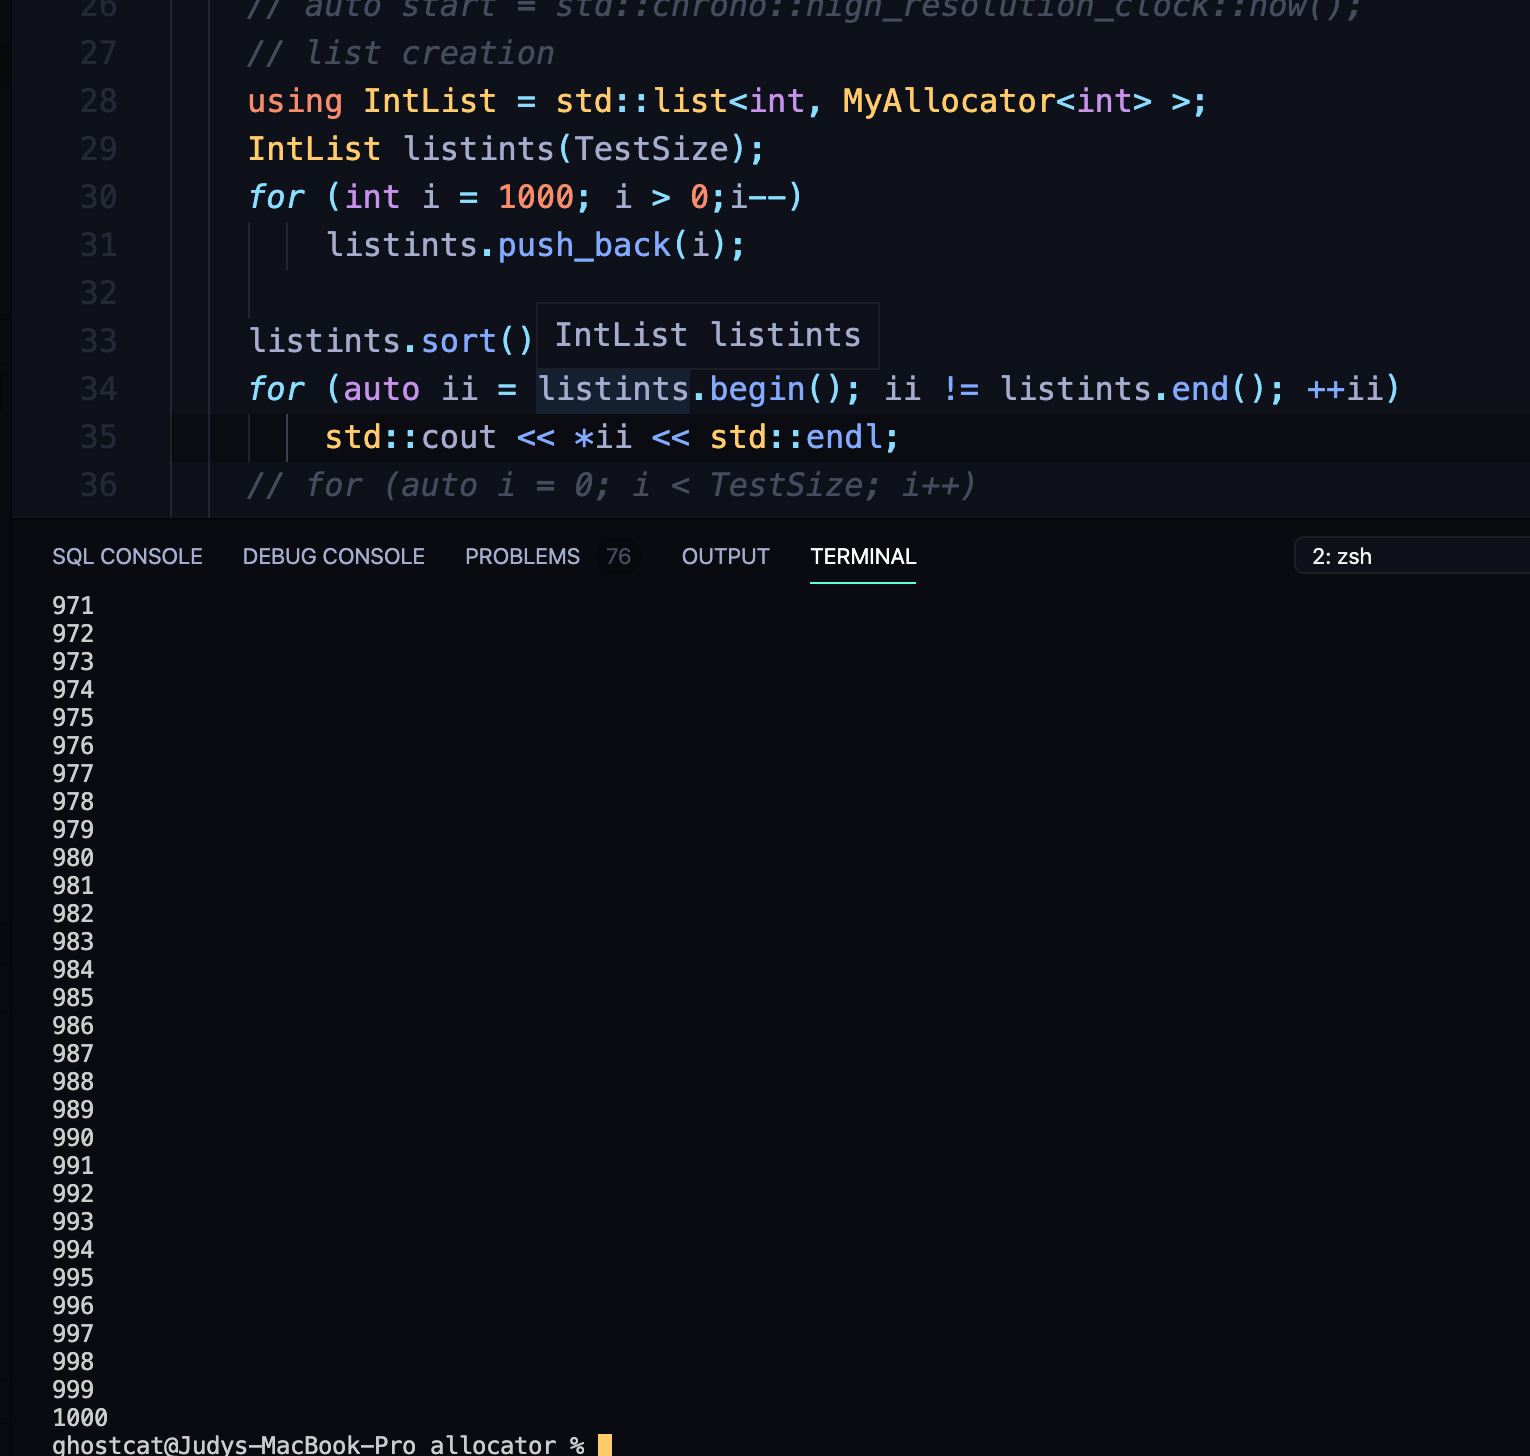 26 // auto start = std::chrono::high_resolution_clock::now();
27 // list creation
28 using IntList = std::list<int, MyAllocator<int> >;
29 IntList listints(TestSize);
30 for (int i = 1000; i > 0;i--)
31 listints.push_back(i);
32
33 listints.sort()
IntList listints
34 for (auto ii = listints.begin(); ii != listints.end(); ++ii)
35 std::cout << *ii << std::endl;
36 // for (auto i = 0; i < TestSize; i++)
SQL CONSOLE DEBUG CONSOLE PROBLEMS 76 OUTPUT TERMINAL 2: zsh
971
972
973
974
975
976
977
978
979
980
981
982
983
984
985
986
987
988
989
990
991
992
993
994
995
996
997
998
999
1000
ghostcat@Judys-MacBook-Pro allocator %